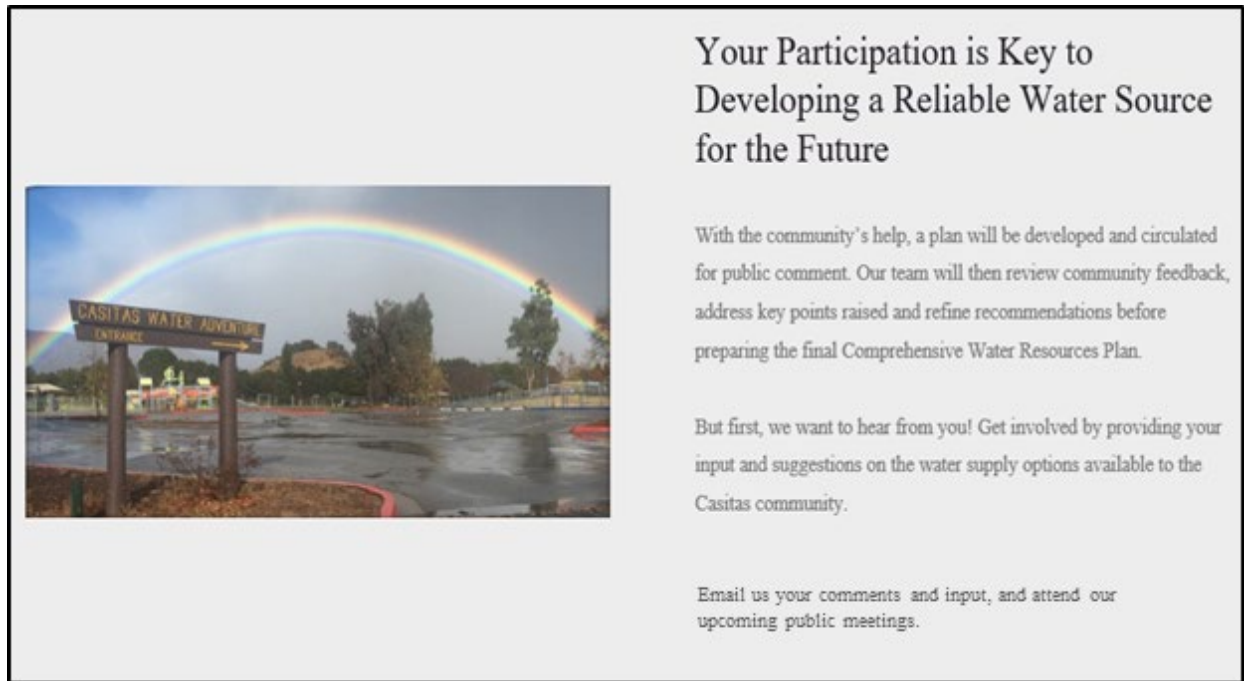 Your Participation is Key to
Developing a Reliable Water Source
for the Future
CASITAS WATER ADVENTURE
ENTRANCE
With the community's help, a plan will be developed and circulated
for public comment. Our team will then review community feedback,
address key points raised and refine recommendations before
preparing the final Comprehensive Water Resources Plan.
But first, we want to hear from you! Get involved by providing your
input and suggestions on the water supply options available to the
Casitas community.
Email us your comments and input, and attend our
upcoming public meetings.